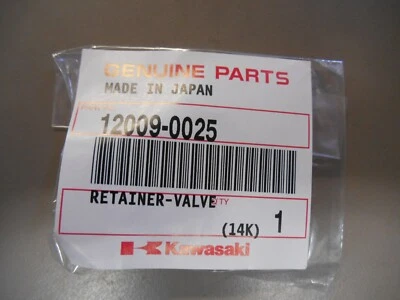 GENUINE PARTS
MADE IN JAPAN
12009-0025
RETAINER-VALVE
(14K) 1
Kawasaki